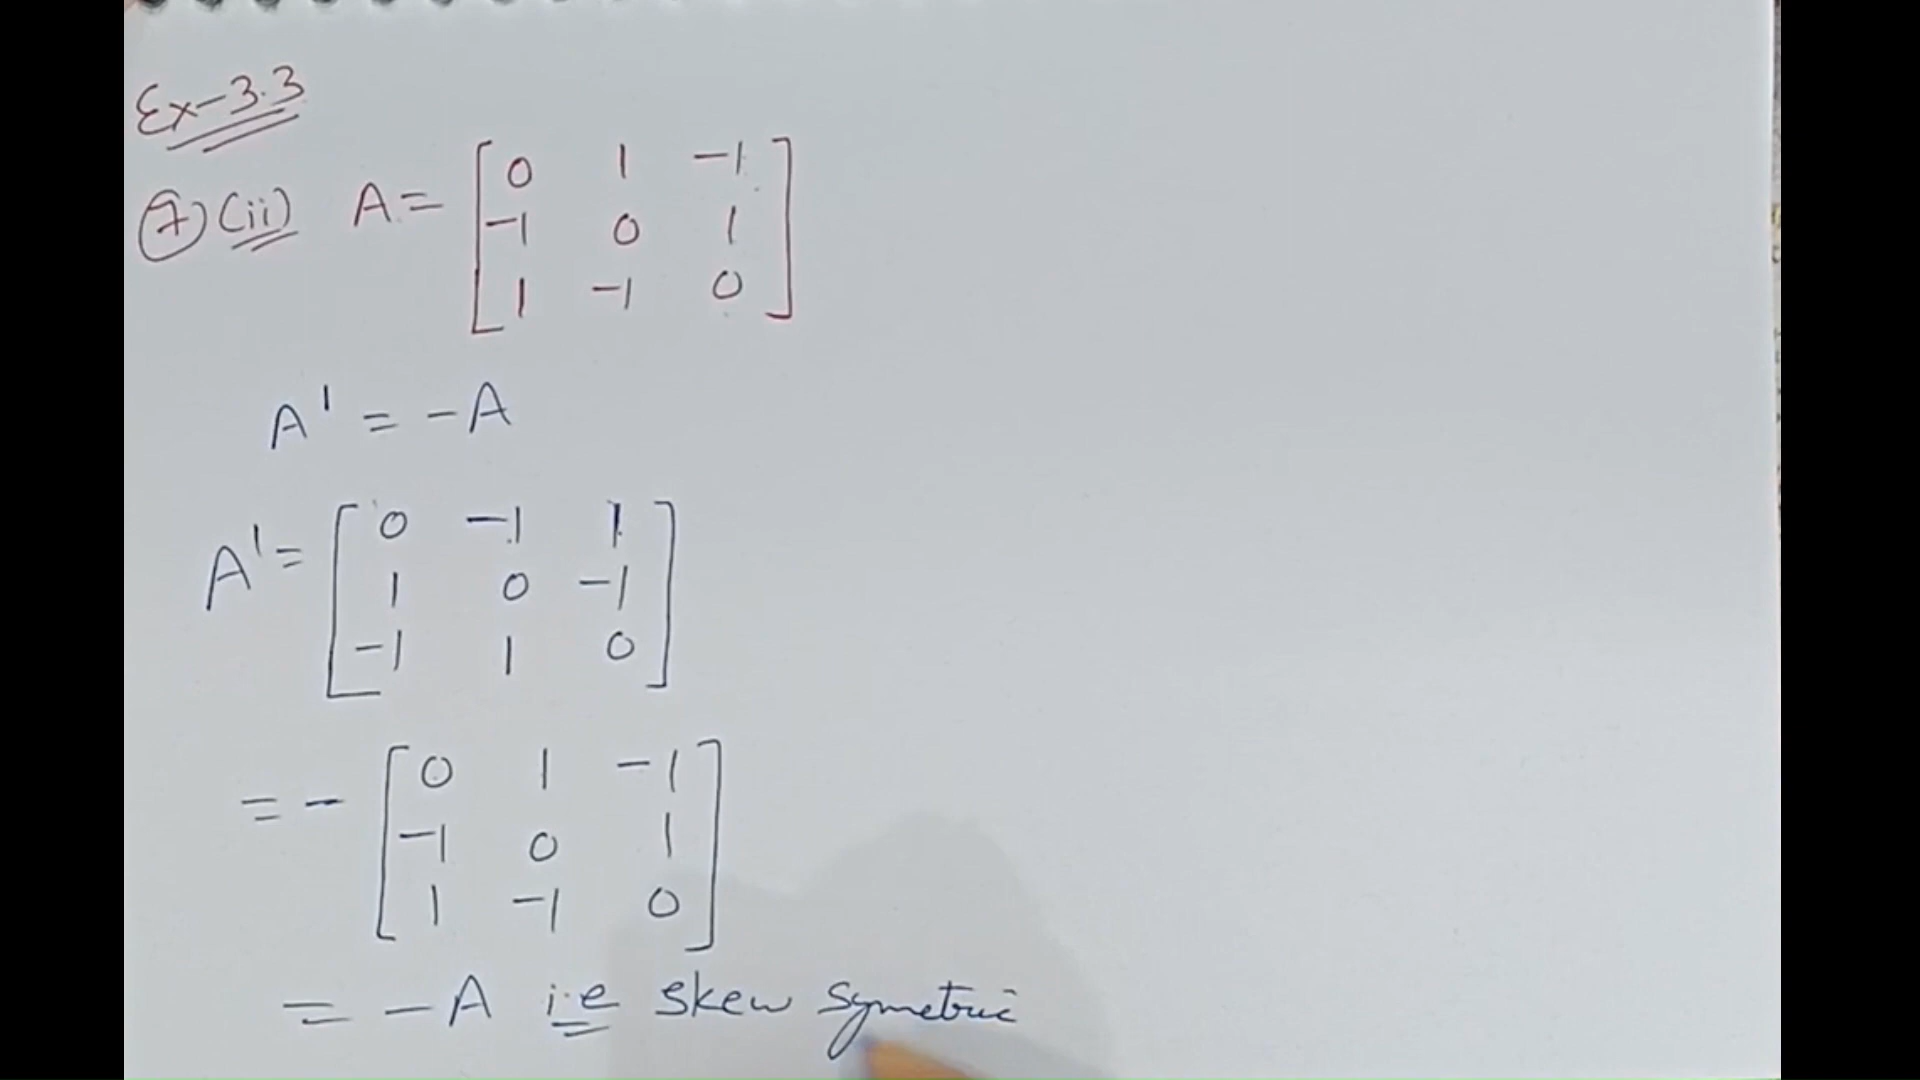 Ex-3.3
7 (ii) A = [ 0 1 -1
-1 0 1
1 -1 0 ]
A' = -A
A' = [ 0 -1 1
1 0 -1
-1 1 0 ]
= - [ 0 1 -1
-1 0 1
1 -1 0 ]
= -A i.e skew symetric